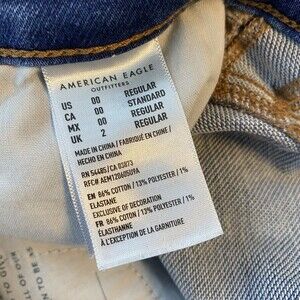 AMERICAN EAGLE
OUTFITTERS
US 00 REGULAR
CA 00 STANDARD
MX 00 REGULAR
UK 2 REGULAR
MADE IN CHINA / FABRIQUÉ EN CHINE /
HECHO EN CHINA
RN 54485/CA 03073
EN 86% COTTON / 13% POLYESTER / 1%
ELASTANE
EXCLUSIVE OF DECORATION
FR 86% COTON / 13% POLYESTER / 1%
ÉLASTHANNE
À L'EXCEPTION DE LA GARNITURE